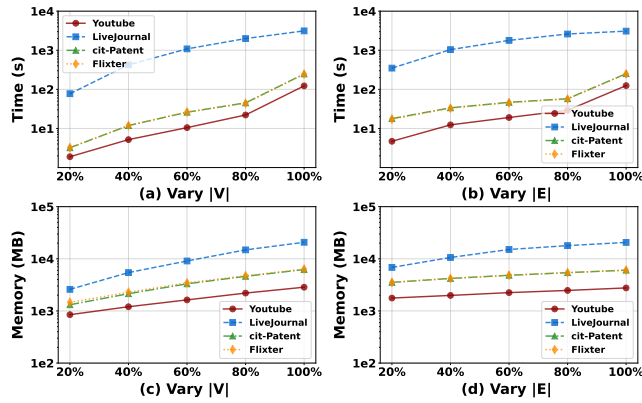 1e4
1e3
1e2
1e1
Time (s)
Youtube
LiveJournal
cit-Patent
Flixter
20% 40% 60% 80% 100%
(a) Vary |V|
1e4
1e3
1e2
1e1
Time (s)
Youtube
LiveJournal
cit-Patent
Flixter
20% 40% 60% 80% 100%
(b) Vary |E|
1e5
1e4
1e3
1e2
Memory (MB)
Youtube
LiveJournal
cit-Patent
Flixter
20% 40% 60% 80% 100%
(c) Vary |V|
1e5
1e4
1e3
1e2
Memory (MB)
Youtube
LiveJournal
cit-Patent
Flixter
20% 40% 60% 80% 100%
(d) Vary |E|